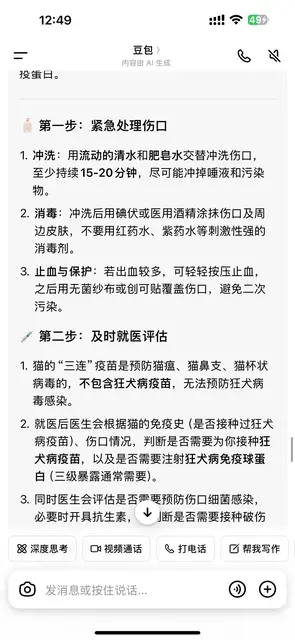 12:49
49
豆包 〉
内容由 AI 生成
疫蛋白。
第一步：紧急处理伤口
1. 冲洗：用流动的清水和肥皂水交替冲洗伤口，
至少持续 15-20 分钟，尽可能冲掉唾液和污染
物。
2. 消毒：冲洗后用碘伏或医用酒精涂抹伤口及周
边皮肤，不要用红药水、紫药水等刺激性强的
消毒剂。
3. 止血与保护：若出血较多，可轻轻按压止血，
之后用无菌纱布或创可贴覆盖伤口，避免二次
污染。
第二步：及时就医评估
1. 猫的“三连”疫苗是预防猫瘟、猫鼻支、猫杯状
病毒的，不包含狂犬病疫苗，无法预防狂犬病
毒感染。
2. 就医后医生会根据猫的免疫史（是否接种过狂犬
病疫苗）、伤口情况，判断是否需要为你接种狂
犬病疫苗，以及是否需要注射狂犬病免疫球蛋
白（三级暴露通常需要）。
3. 同时医生会评估是否需要预防伤口细菌感染，
必要时开具抗生素，判断是否需要接种破伤
深度思考 视频通话 打电话 帮我写作
发消息或按住说话...